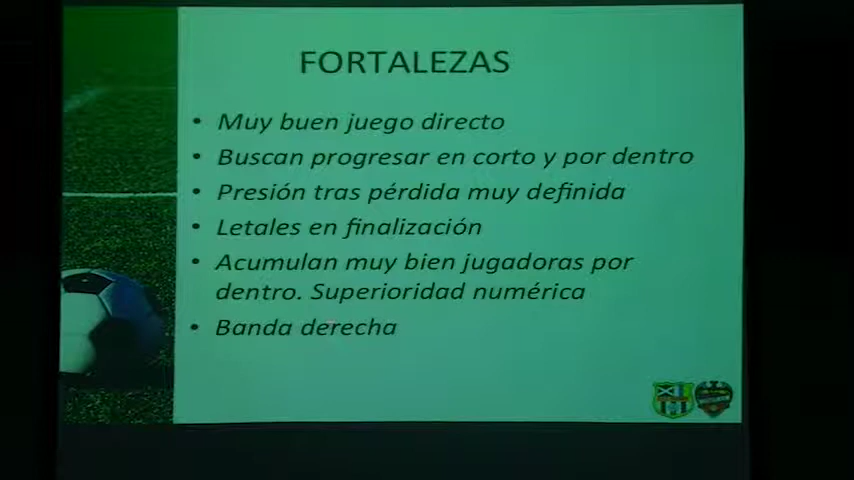 FORTALEZAS
• Muy buen juego directo
• Buscan progresar en corto y por dentro
• Presión tras pérdida muy definida
• Letales en finalización
• Acumulan muy bien jugadoras por
dentro. Superioridad numérica
• Banda derecha